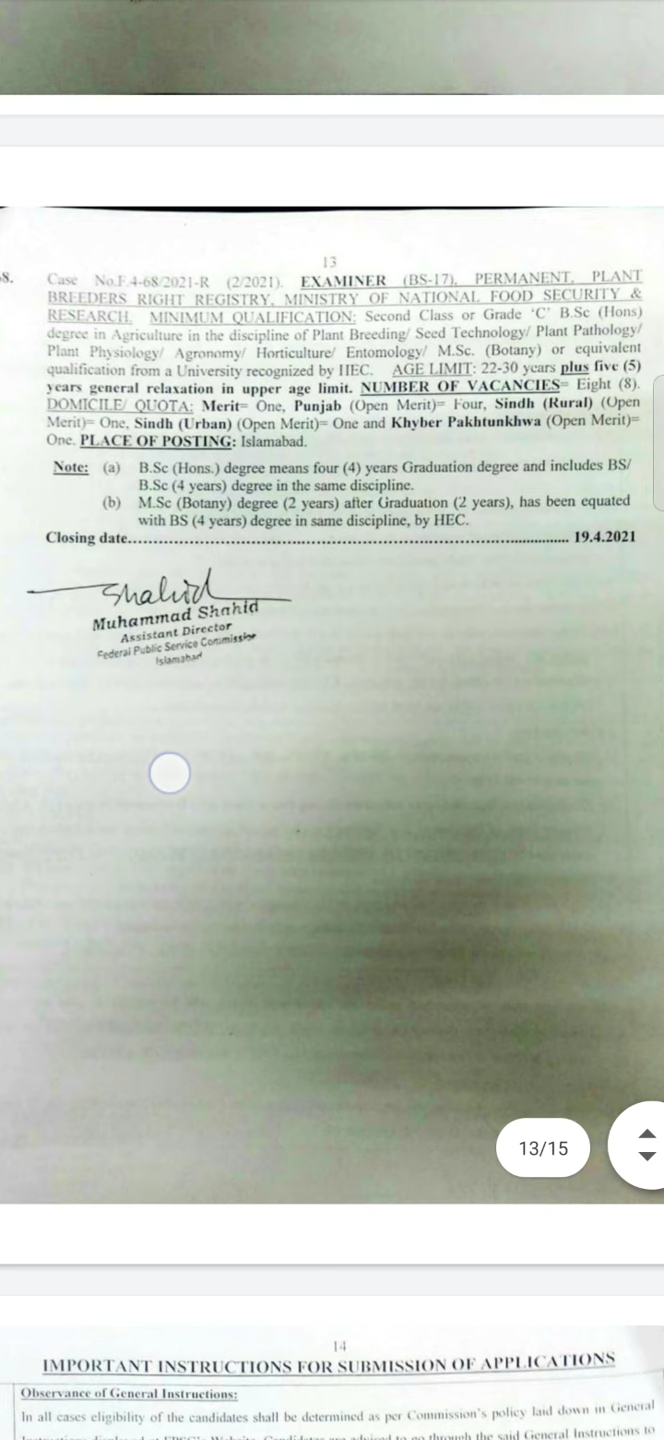 13
8.
Case No.F.4-68/2021-R (2/2021). EXAMINER (BS-17), PERMANENT, PLANT
BREEDERS RIGHT REGISTRY, MINISTRY OF NATIONAL FOOD SECURITY &
RESEARCH. MINIMUM QUALIFICATION: Second Class or Grade ‘C’ B.Sc (Hons)
degree in Agriculture in the discipline of Plant Breeding/ Seed Technology/ Plant Pathology/
Plant Physiology/ Agronomy/ Horticulture/ Entomology/ M.Sc. (Botany) or equivalent
qualification from a University recognized by HEC. AGE LIMIT: 22-30 years plus five (5)
years general relaxation in upper age limit. NUMBER OF VACANCIES= Eight (8).
DOMICILE/ QUOTA: Merit= One, Punjab (Open Merit)= Four, Sindh (Rural) (Open
Merit)= One, Sindh (Urban) (Open Merit)= One and Khyber Pakhtunkhwa (Open Merit)=
One. PLACE OF POSTING: Islamabad.
Note: (a) B.Sc (Hons.) degree means four (4) years Graduation degree and includes BS/
B.Sc (4 years) degree in the same discipline.
(b) M.Sc (Botany) degree (2 years) after Graduation (2 years), has been equated
with BS (4 years) degree in same discipline, by HEC.
Closing date.................................................................................. 19.4.2021
Shahid
Muhammad Shahid
Assistant Director
Federal Public Service Commission
Islamabad
13/15
14
IMPORTANT INSTRUCTIONS FOR SUBMISSION OF APPLICATIONS
Observance of General Instructions:
In all cases eligibility of the candidates shall be determined as per Commission's policy laid down in General
to go through the said General Instructions to